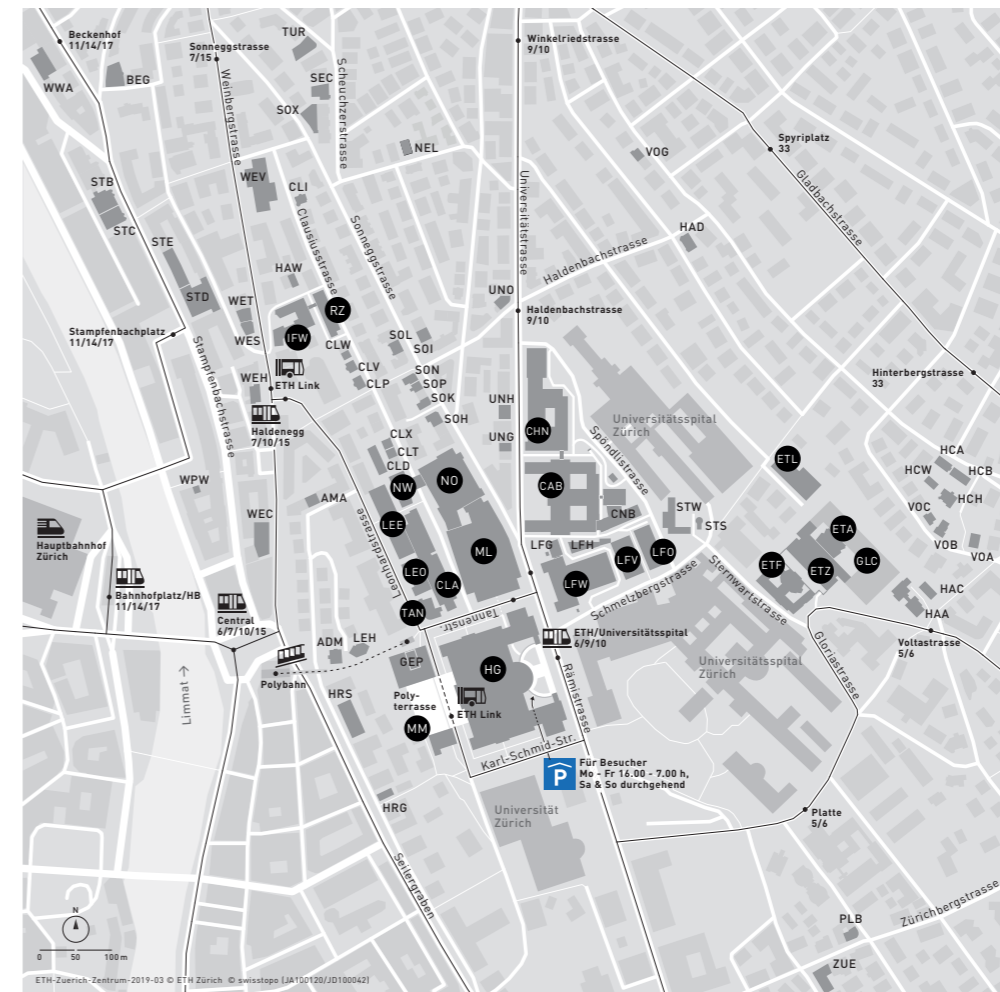 Beckenhof
11/14/17
Sonneggstrasse
7/15
TUR
Winkelriedstrasse
9/10
WWA
BEG
Weinbergstrasse
SEC
SOX
Scheuchzerstrasse
NEL
VOG
Spyriplatz
33
Gladbachstrasse
STB
STC
WEV
CLI
Clausiusstrasse
Sonneggstrasse
Universitätstrasse
HAD
Haldenbachstrasse
STE
STD
HAW
WET
WES
RZ
IFW
CLW
UNO
Haldenbachstrasse
9/10
Stampfenbachplatz
11/14/17
Stampfenbachstrasse
SOL
SOI
CLV
CLP
SON
SOP
SOK
SOH
WEH
ETH Link
Haldenegg
7/10/15
Hinterbergstrasse
33
UNH
UNG
CHN
Universitätsspital
Zürich
Spöndlistrasse
CLX
CLT
CLD
NW
NO
CAB
ETL
HCA
HCB
HCW
HCH
VOC
VOB
VOA
WPW
AMA
WEC
LEE
Leonhardstrasse
CNB
STW
STS
ETA
Hauptbahnhof
Zürich
LEO
CLA
ML
LFG
LFH
LFW
LFV
LFO
Schmelzbergstrasse
Sternwartstrasse
ETF
ETZ
GLC
Bahnhofplatz/HB
11/14/17
Central
6/7/10/15
TAN
Tannenstr.
HAC
HAA
Voltastrasse
5/6
ADM
LEH
GEP
ETH/Universitätsspital
6/9/10
Gloriastrasse
Limmat →
Polybahn
HRS
Poly-
terrasse
HG
MM
ETH Link
Rämistrasse
Universitätsspital
Zürich
Karl-Schmid-Str.
P
Für Besucher
Mo - Fr 16.00 - 7.00 h,
Sa & So durchgehend
HRG
Universität
Zürich
Platte
5/6
Seilergraben
N
0 50 100 m
PLB
Zürichbergstrasse
ZUE
ETH-Zuerich-Zentrum-2019-03 © ETH Zürich © swisstopo (JA100120/JD100042)